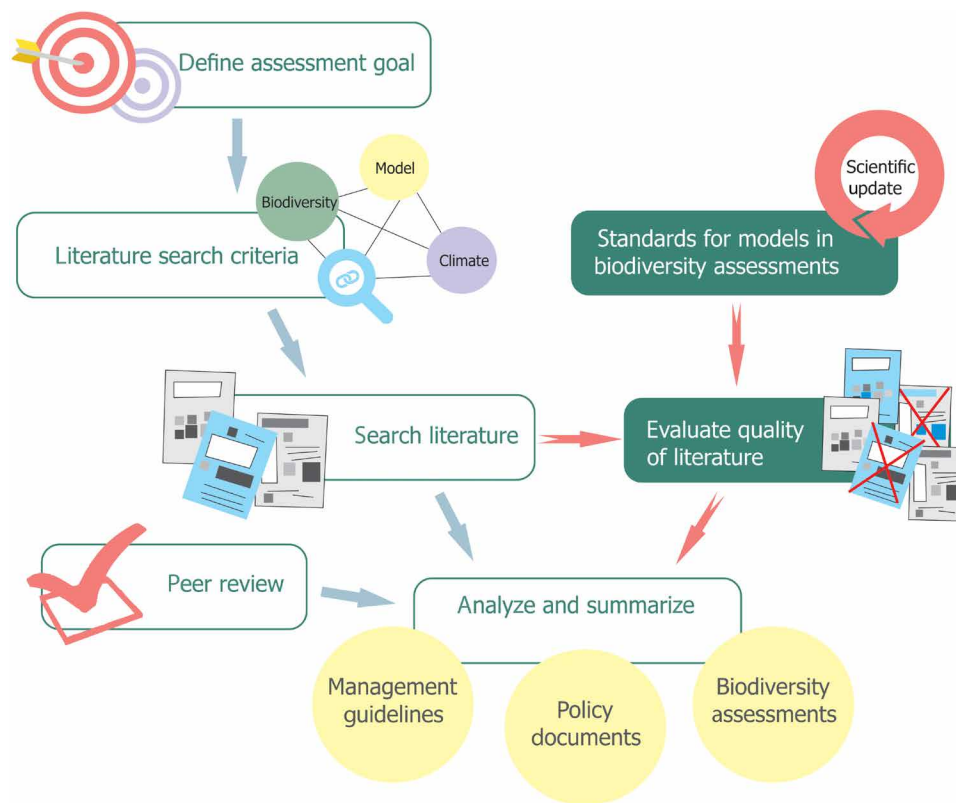 Define assessment goal
Model
Biodiversity
Climate
Literature search criteria
Scientific
update
Standards for models in
biodiversity assessments
Search literature
Evaluate quality
of literature
Peer review
Analyze and summarize
Management
guidelines
Policy
documents
Biodiversity
assessments